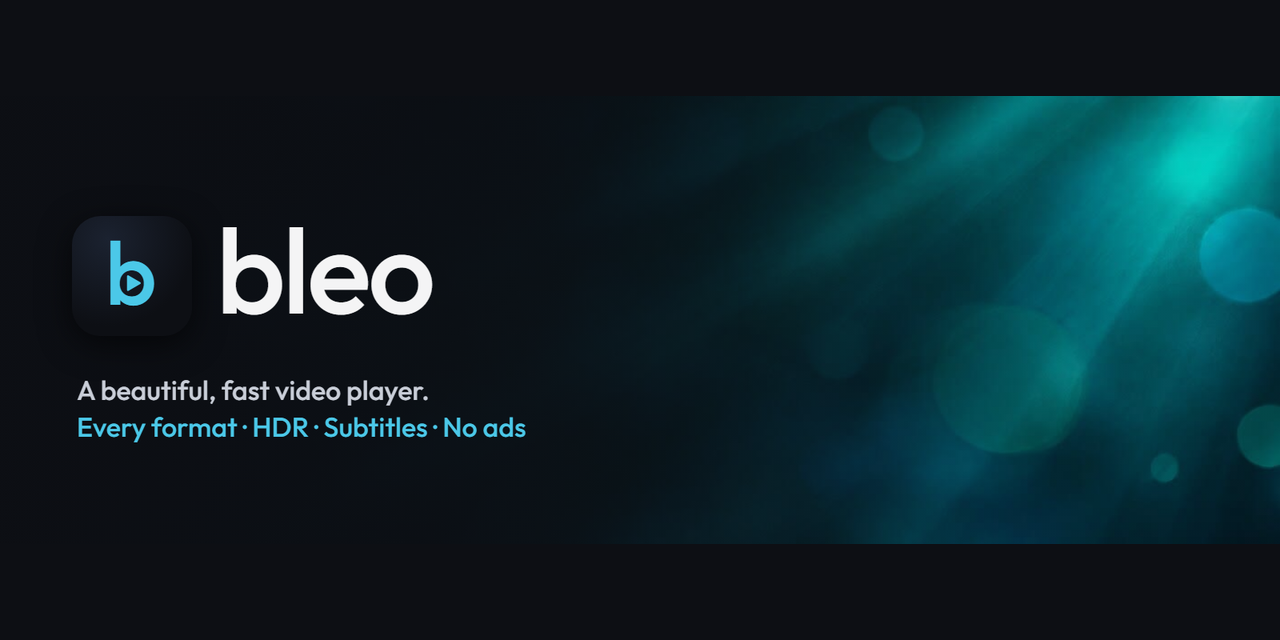 b
bleo
A beautiful, fast video player.
Every format · HDR · Subtitles · No ads